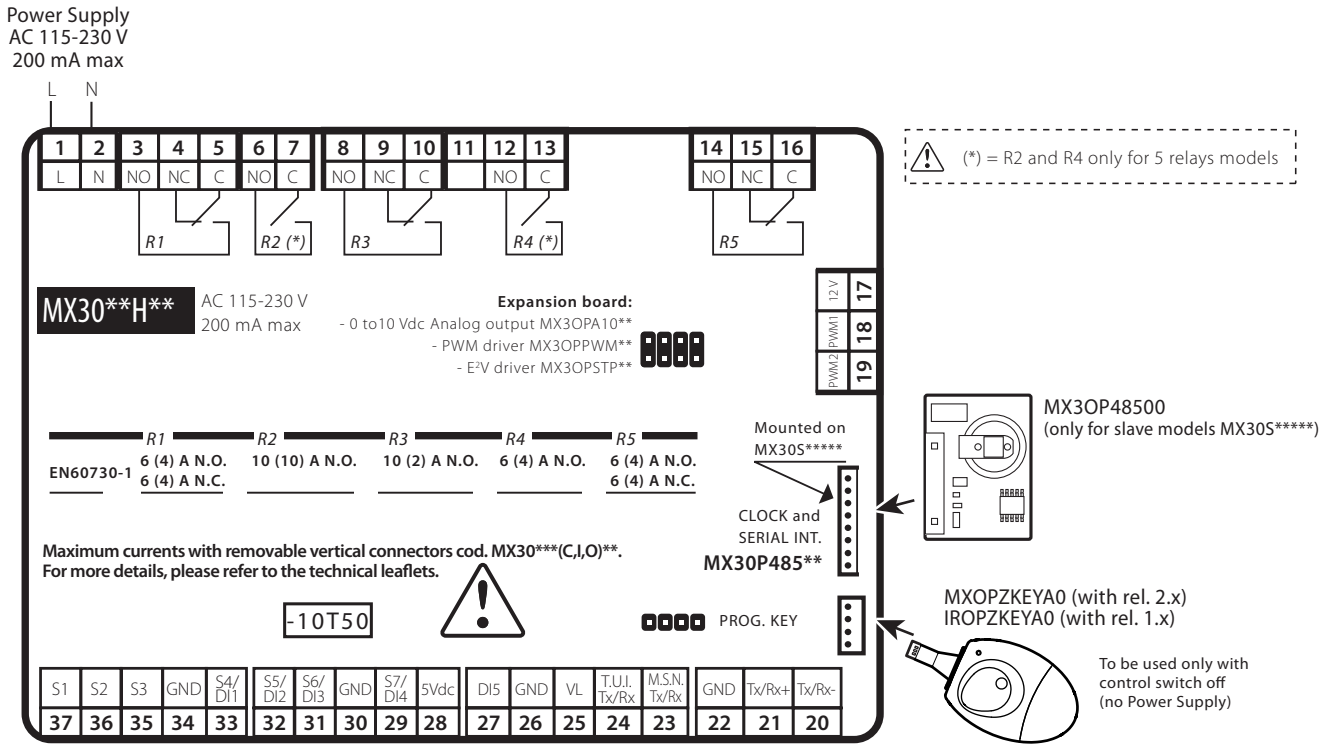 Power Supply
AC 115-230 V
200 mA max
L N
1 2 3 4 5 6 7 8 9 10 11 12 13 14 15 16
L N NO NC C NO C NO NC C NO C NO NC C
R1 R2 (*) R3 R4 (*) R5
(*) = R2 and R4 only for 5 relays models
MX30**H**
AC 115-230 V
200 mA max
Expansion board:
- 0 to10 Vdc Analog output MX3OPA10**
- PWM driver MX3OPPWM**
- E²V driver MX3OPSTP**
12 V 17
PWM1 18
PWM2 19
MX3OP48500
(only for slave models MX30S*****)
R1 R2 R3 R4 R5
EN60730-1
6 (4) A N.O. 10 (10) A N.O. 10 (2) A N.O. 6 (4) A N.O. 6 (4) A N.O.
6 (4) A N.C. 6 (4) A N.C.
Mounted on
MX30S*****
CLOCK and
SERIAL INT.
MX30P485**
Maximum currents with removable vertical connectors cod. MX30***(C,I,O)**.
For more details, please refer to the technical leaflets.
-10T50
PROG. KEY
MXOPZKEYA0 (with rel. 2.x)
IROPZKEYA0 (with rel. 1.x)
To be used only with
control switch off
(no Power Supply)
S1 S2 S3 GND S4/DI1 S5/DI2 S6/DI3 GND S7/DI4 5Vdc DI5 GND VL T.U.I. Tx/Rx M.S.N. Tx/Rx GND Tx/Rx+ Tx/Rx-
37 36 35 34 33 32 31 30 29 28 27 26 25 24 23 22 21 20